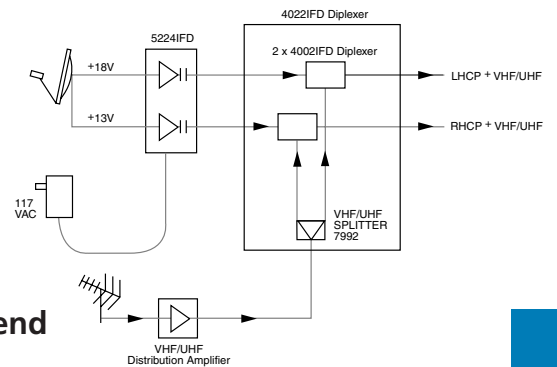 4022IFD Diplexer
5224IFD
2 x 4002IFD Diplexer
+18V
LHCP + VHF/UHF
+13V
RHCP + VHF/UHF
117
VAC
VHF/UHF
SPLITTER
7992
end
VHF/UHF
Distribution Amplifier